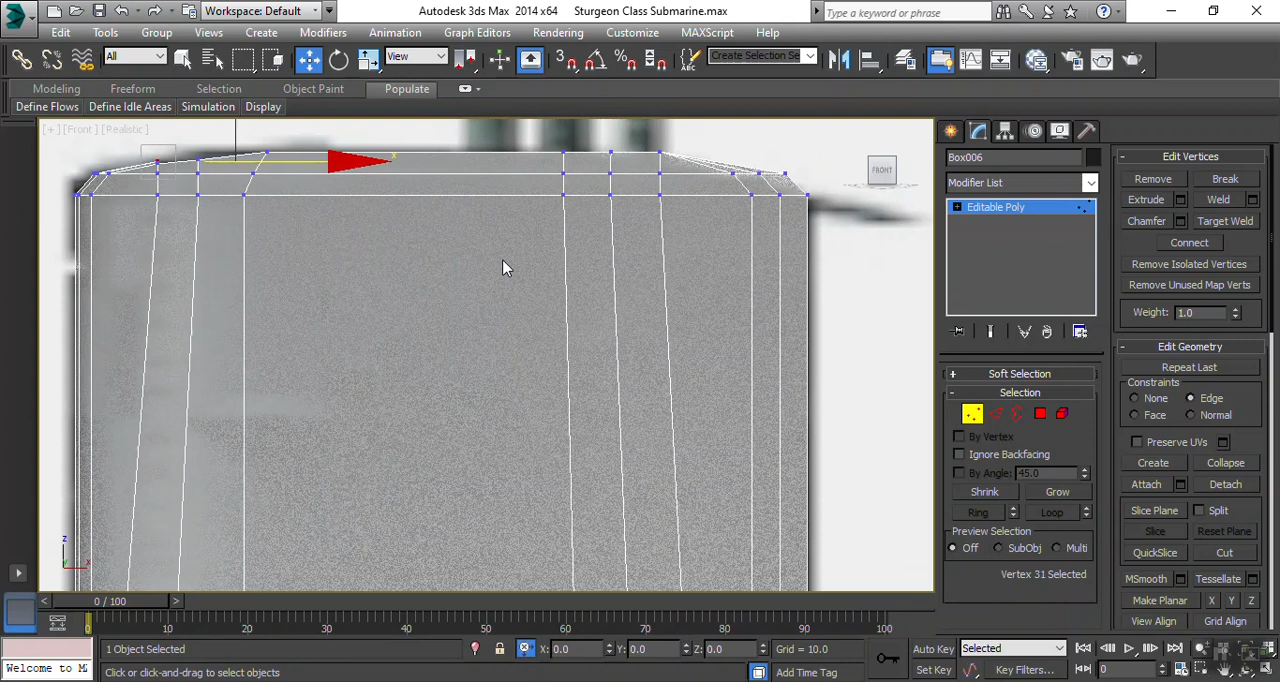 Workspace: Default
Autodesk 3ds Max 2014 x64 Sturgeon Class Submarine.max
Type a keyword or phrase
Edit Tools Group Views Create Modifiers Animation Graph Editors Rendering Customize MAXScript Help
All View 3 Create Selection Se
Modeling Freeform Selection Object Paint Populate
Define Flows Define Idle Areas Simulation Display
[+] [Front] [Realistic]
x
FRONT
z
x
Box006
Modifier List
Editable Poly
Soft Selection
Selection
By Vertex
Ignore Backfacing
By Angle: 45.0
Shrink Grow
Ring Loop
Preview Selection
Off SubObj Multi
Vertex 31 Selected
Edit Vertices
Remove Break
Extrude Weld
Chamfer Target Weld
Connect
Remove Isolated Vertices
Remove Unused Map Verts
Weight: 1.0
Edit Geometry
Repeat Last
Constraints
None Edge
Face Normal
Preserve UVs
Create Collapse
Attach Detach
Slice Plane Split
Slice Reset Plane
QuickSlice Cut
MSmooth Tessellate
Make Planar X Y Z
View Align Grid Align
0 / 100
0 10 20 30 40 50 60 70 80 90 100
1 Object Selected X: 0.0 Y: 0.0 Z: 0.0 Grid = 10.0 Auto Key Selected
Welcome to M Click or click-and-drag to select objects Add Time Tag Set Key Key Filters... 0